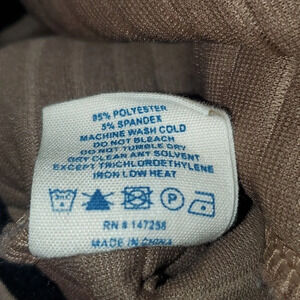 95% POLYESTER
5% SPANDEX
MACHINE WASH COLD
DO NOT BLEACH
DO NOT TUMBLE DRY
DRY CLEAN ANY SOLVENT
EXCEPT TRICHLOROETHYLENE
IRON LOW HEAT
P
RN # 147258
MADE IN CHINA